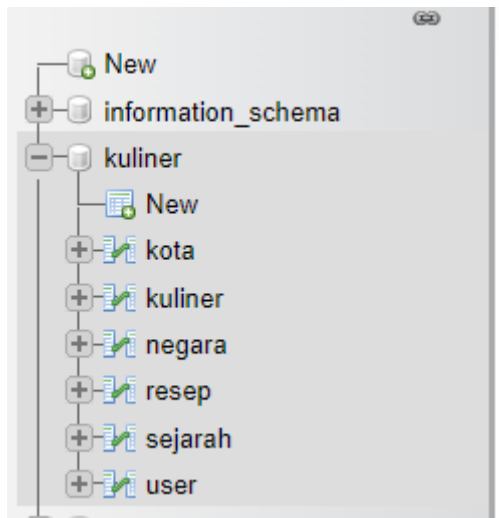 New
information_schema
kuliner
New
kota
kuliner
negara
resep
sejarah
user